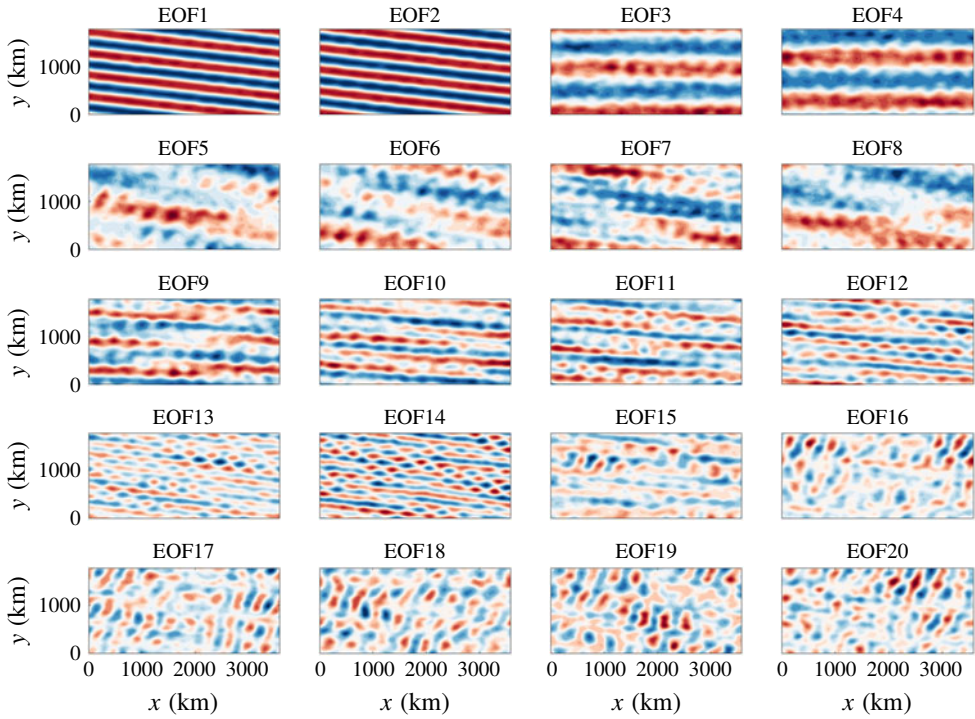 EOF1 EOF2 EOF3 EOF4
y (km) 1000 0
EOF5 EOF6 EOF7 EOF8
y (km) 1000 0
EOF9 EOF10 EOF11 EOF12
y (km) 1000 0
EOF13 EOF14 EOF15 EOF16
y (km) 1000 0
EOF17 EOF18 EOF19 EOF20
y (km) 1000 0
0 1000 2000 3000 0 1000 2000 3000 0 1000 2000 3000 0 1000 2000 3000
x (km) x (km) x (km) x (km)